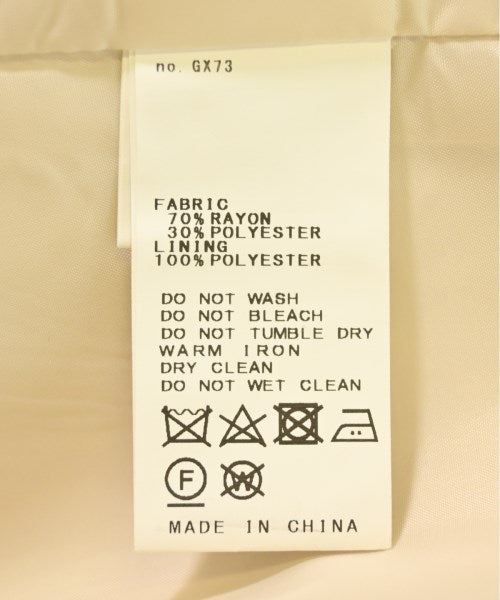 no. GX73
FABRIC
70% RAYON
30% POLYESTER
LINING
100% POLYESTER
DO NOT WASH
DO NOT BLEACH
DO NOT TUMBLE DRY
WARM IRON
DRY CLEAN
DO NOT WET CLEAN
F W
MADE IN CHINA